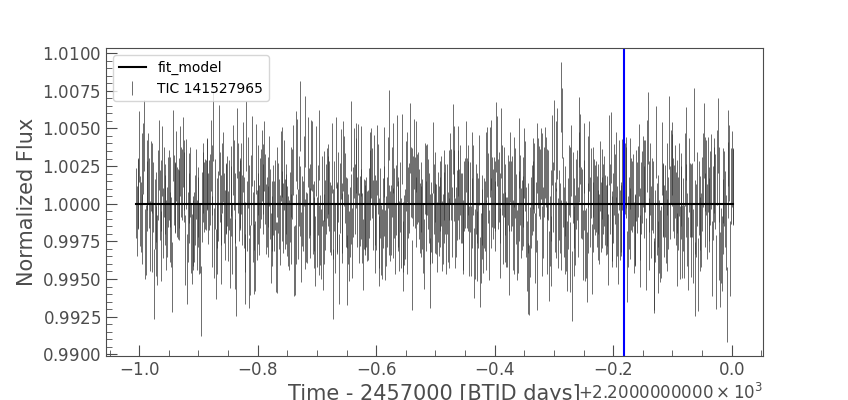 fit_model
TIC 141527965
Normalized Flux
1.0100
1.0075
1.0050
1.0025
1.0000
0.9975
0.9950
0.9925
0.9900
−1.0 −0.8 −0.6 −0.4 −0.2 0.0
Time - 2457000 [BTJD days]
+2.2000000000 × 10³